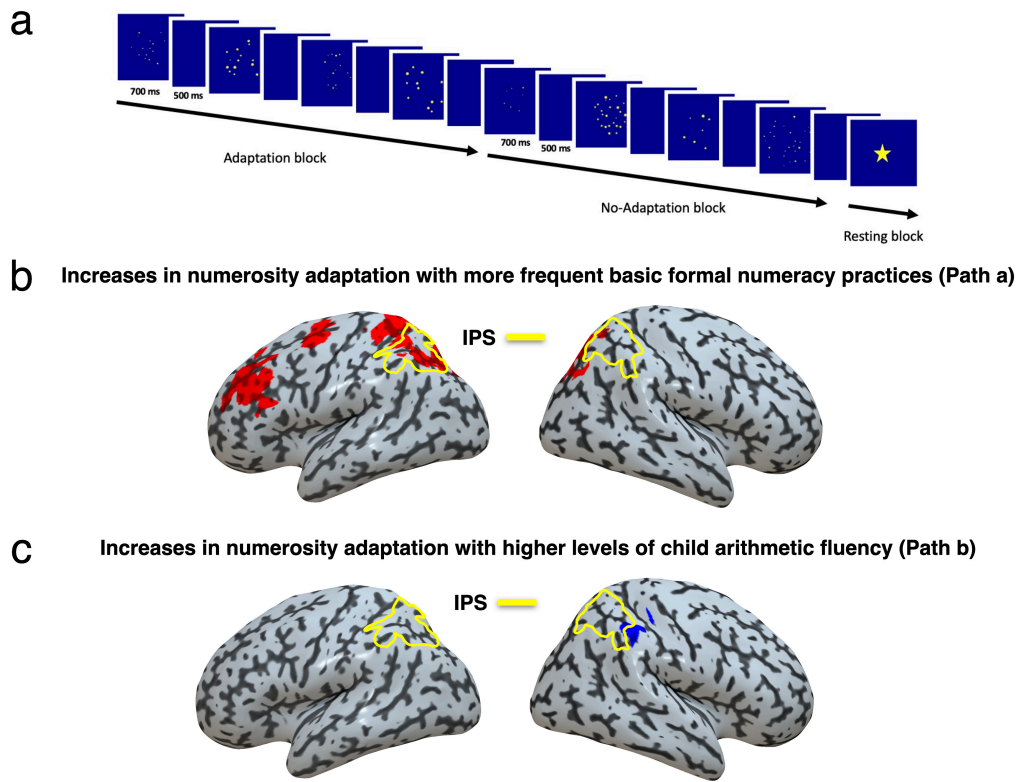 a
700 ms
500 ms
Adaptation block
700 ms
500 ms
No-Adaptation block
Resting block
b
Increases in numerosity adaptation with more frequent basic formal numeracy practices (Path a)
IPS
c
Increases in numerosity adaptation with higher levels of child arithmetic fluency (Path b)
IPS